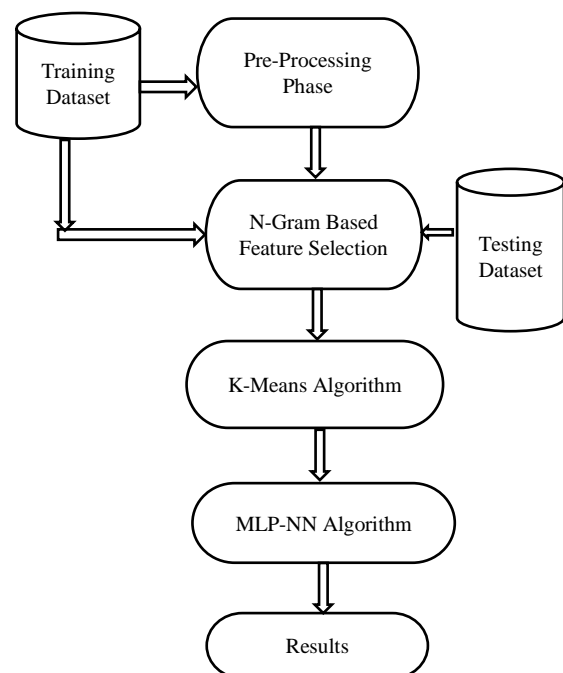 Training
Dataset
Pre-Processing
Phase
N-Gram Based
Feature Selection
Testing
Dataset
K-Means Algorithm
MLP-NN Algorithm
Results